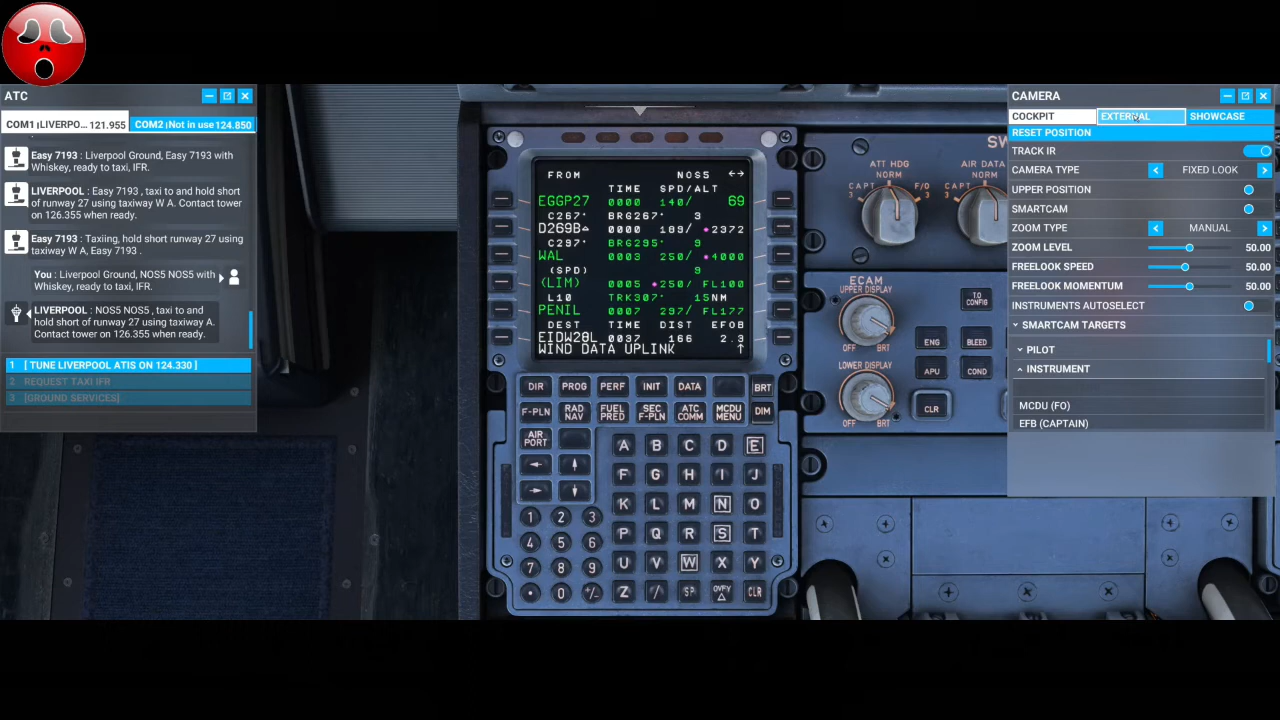 ATC
COM1 |LIVERPO... 121.955
COM2 |Not in use 124.850
Easy 7193 : Liverpool Ground, Easy 7193 with
Whiskey, ready to taxi, IFR.
LIVERPOOL : Easy 7193 , taxi to and hold short
of runway 27 using taxiway W A. Contact tower
on 126.355 when ready.
Easy 7193 : Taxiing, hold short runway 27 using
taxiway W A, Easy 7193 .
You : Liverpool Ground, NOS5 NOS5 with
Whiskey, ready to taxi, IFR.
LIVERPOOL : NOS5 NOS5 , taxi to and
hold short of runway 27 using taxiway A.
Contact tower on 126.355 when ready.
1 [ TUNE LIVERPOOL ATIS ON 124.330 ]
2 REQUEST TAXI IFR
3 [GROUND SERVICES]
FROM NOS5 ↔
TIME SPD/ALT
EGGP27 0000 140/ 69
C267° BRG267° 3
D269B 0000 189/ *2372
C297° BRG295° 9
WAL 0003 250/ *4000
(SPD) 9
(LIM) 0005 *250/ FL100
L10 TRK307° 15NM
PENIL 0007 297/ FL177
DEST TIME DIST EFOB
EIDW28L 0037 166 2.3
WIND DATA UPLINK ↑
DIR PROG PERF INIT DATA BRT
F-PLN RAD NAV FUEL PRED SEC F-PLN ATC COMM MCDU MENU DIM
AIR PORT
← ↑
→ ↓
A B C D E
F G H I J
K L M N O
P Q R S T
U V W X Y
Z / SP OVFY △ CLR
1 2 3
4 5 6
7 8 9
. 0 +/-
SW
ATT HDG AIR DATA
NORM NORM
CAPT F/O CAPT
3
ECAM
UPPER DISPLAY
OFF BRT
LOWER DISPLAY
OFF BRT
T.O CONFIG
ENG BLEED
APU COND
CLR
CAMERA
COCKPIT EXTERNAL SHOWCASE
RESET POSITION
TRACK IR
CAMERA TYPE FIXED LOOK
UPPER POSITION
SMARTCAM
ZOOM TYPE MANUAL
ZOOM LEVEL 50.00
FREELOOK SPEED 50.00
FREELOOK MOMENTUM 50.00
INSTRUMENTS AUTOSELECT
SMARTCAM TARGETS
PILOT
INSTRUMENT
MCDU (FO)
EFB (CAPTAIN)